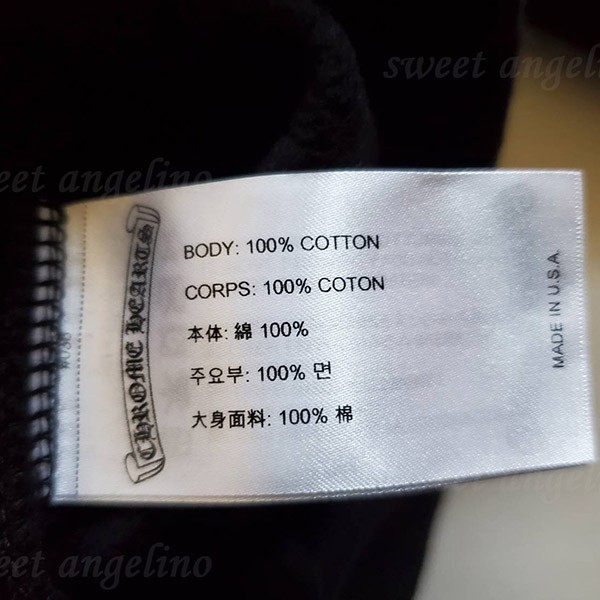 sweet angelino
sweet angelino
CHROME HEARTS
BODY: 100% COTTON
CORPS: 100% COTON
本体: 綿 100%
주요부: 100% 면
大身面料: 100% 棉
MADE IN U.S.A.
angelino
sweet angelino